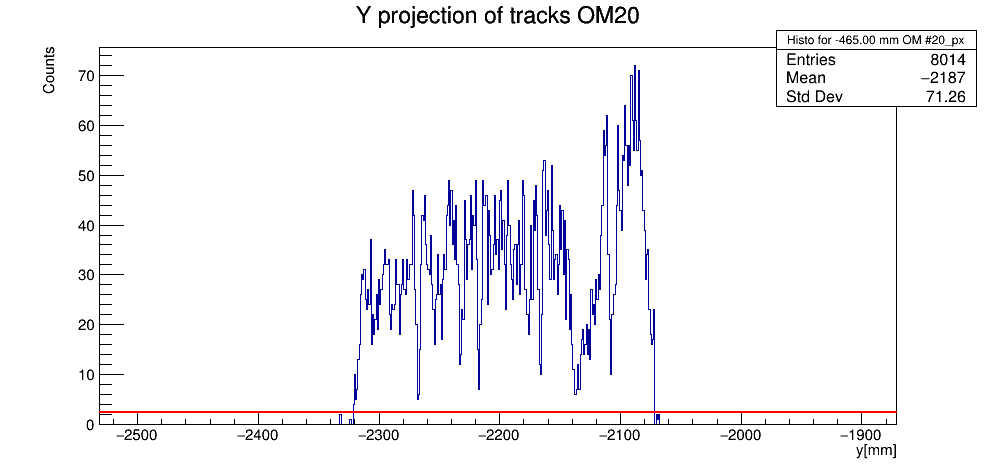 Y projection of tracks OM20
Histo for -465.00 mm OM #20_px
Entries 8014
Mean −2187
Std Dev 71.26
Counts
70
60
50
40
30
20
10
0
−2500 −2400 −2300 −2200 −2100 −2000 −1900
y[mm]